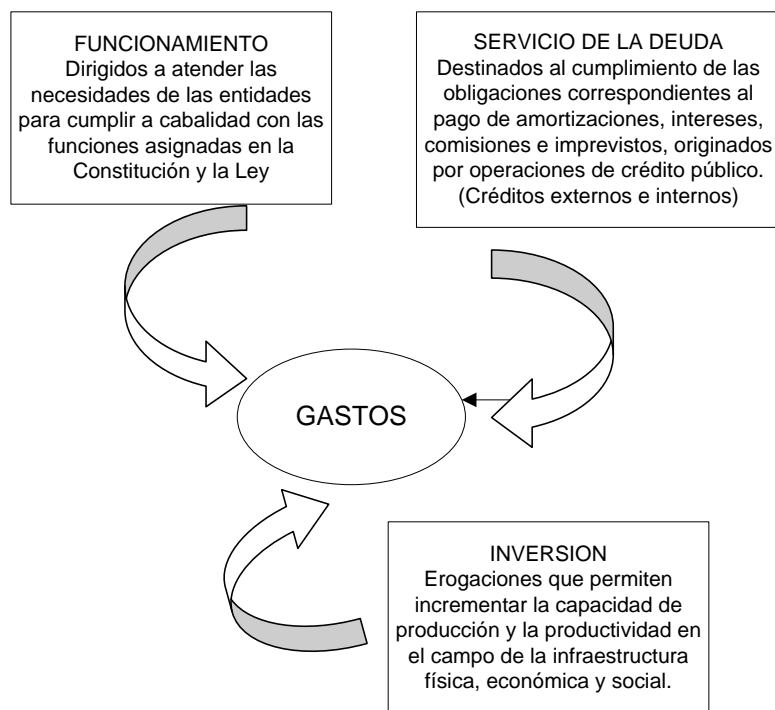 FUNCIONAMIENTO
Dirigidos a atender las
necesidades de las entidades
para cumplir a cabalidad con las
funciones asignadas en la
Constitución y la Ley
SERVICIO DE LA DEUDA
Destinados al cumplimiento de las
obligaciones correspondientes al
pago de amortizaciones, intereses,
comisiones e imprevistos, originados
por operaciones de crédito público.
(Créditos externos e internos)
GASTOS
INVERSION
Erogaciones que permiten
incrementar la capacidad de
producción y la productividad en
el campo de la infraestructura
física, económica y social.